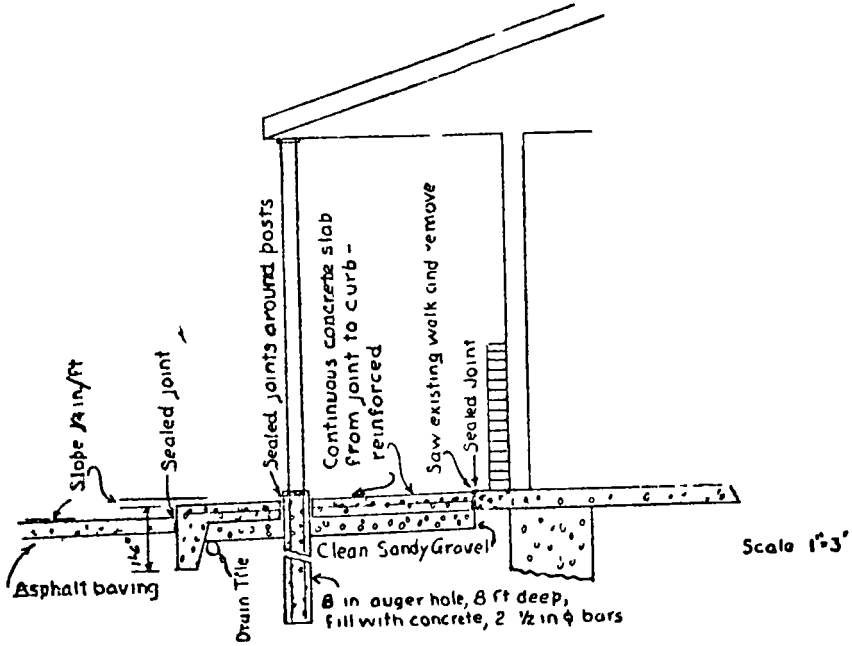 Slope ½ in/ft
Sealed joint
Sealed joints around posts
Continuous concrete slab
from joint to curb-
reinforced
Saw existing walk and remove
Sealed Joint
Asphalt baving
Drain Tile
Clean Sandy Gravel
8 in auger hole, 8 ft deep,
fill with concrete, 2 ½ in ϕ bars
Scale 1"=3'